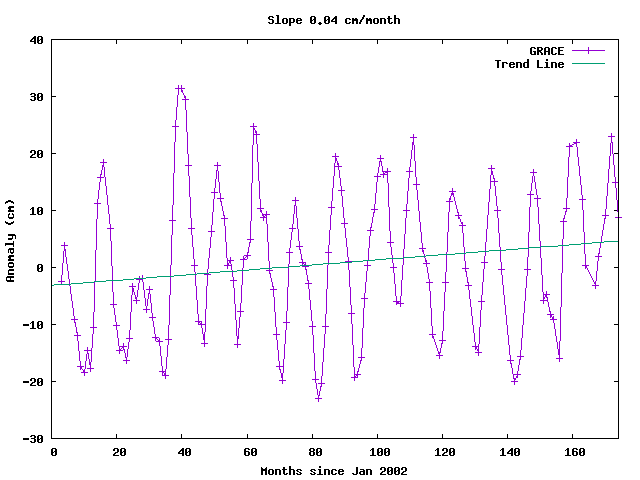 Slope 0.04 cm/month
GRACE
Trend Line
40
30
20
10
0
-10
-20
-30
Anomaly (cm)
0 20 40 60 80 100 120 140 160
Months since Jan 2002